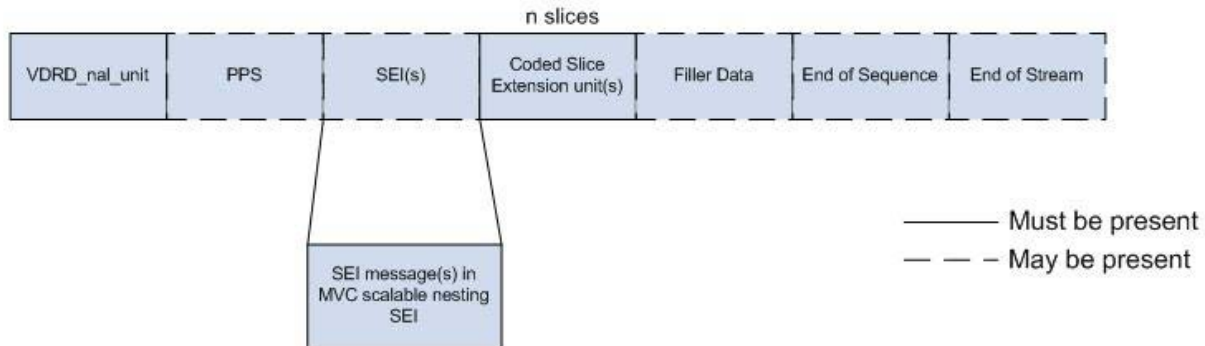 n slices
VDRD_nal_unit
PPS
SEI(s)
Coded Slice
Extension unit(s)
Filler Data
End of Sequence
End of Stream
Must be present
May be present
SEI message(s) in
MVC scalable nesting
SEI